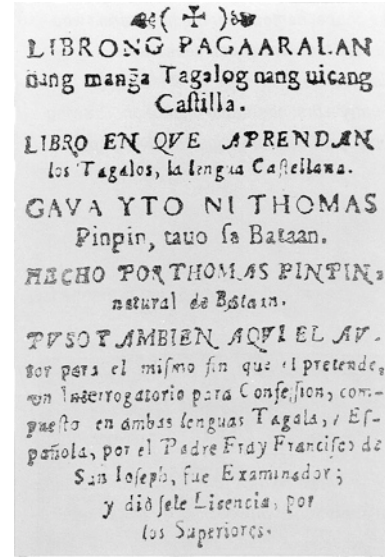 LIBRONG PAGAARALAN
nang manga Tagalog nang uicang
Caſtilla.
LIBRO EN QVE APRENDAN
los Tagalos, la lengua Caſtellana.
GAVA YTO NI THOMAS
Pinpin, tauo ſa Bataan.
HECHO POR THOMAS PINPIN,
natural de Bataan.
PVSO TAMBIEN AQVI EL AV-
tor para el miſmo fin que el pretende,
un Interrogatorio para Confeſsion, com-
pueſto en ambas lenguas Tagala, i Eſ-
pañola, por el Padre Fray Franciſco de
San Ioſeph, fue Examinador;
y dió ſele Lisencia, por
los Superiores.